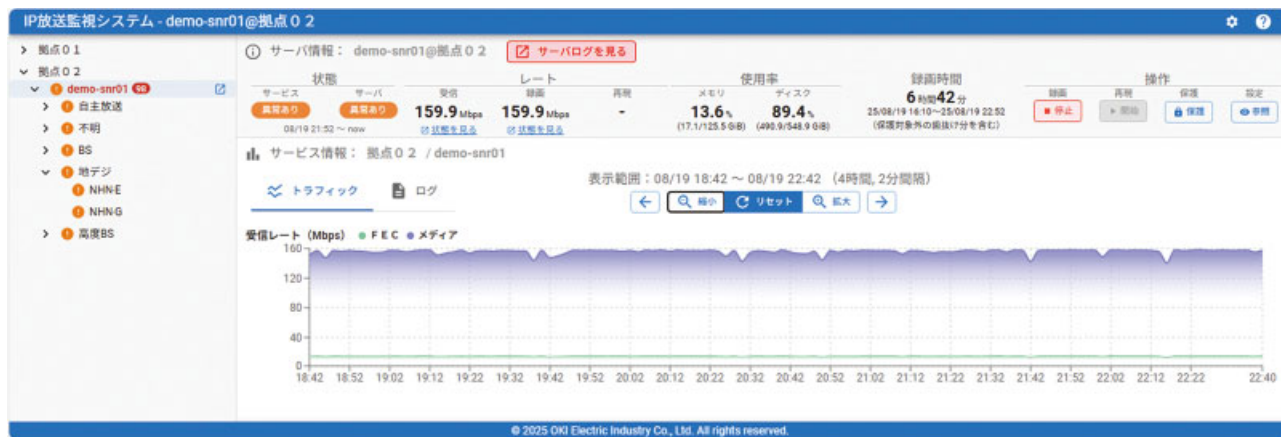 IP放送監視システム - demo-snr01@拠点０２
拠点０１
拠点０２
demo-snr01 98
自主放送
不明
BS
地デジ
NHN-E
NHN-G
高度BS
サーバ情報： demo-snr01@拠点０２ サーバログを見る
状態 レート 使用率 録画時間 操作
サービス サーバ 受信 録画 再現 メモリ ディスク 録画 再現 保護 設定
異常あり 異常あり 159.9 Mbps 159.9 Mbps - 13.6 % 89.4 % 6 時間 42 分 停止 開始 保護 参照
08/19 21:52 ～ now 状態を見る 状態を見る (17.1/125.5 GiB) (490.9/548.9 GiB) 25/08/19 16:10～25/08/19 22:52
(保護対象外の歯抜け7分を含む)
サービス情報： 拠点０２ / demo-snr01
トラフィック ログ
表示範囲：08/19 18:42 ～ 08/19 22:42 （4時間, 2分間隔）
縮小 リセット 拡大
受信レート (Mbps) ＦＥＣ メディア
160
120
80
40
0
18:42 18:52 19:02 19:12 19:22 19:32 19:42 19:52 20:02 20:12 20:22 20:32 20:42 20:52 21:02 21:12 21:22 21:32 21:42 21:52 22:02 22:12 22:22 22:40
© 2025 OKI Electric Industry Co., Ltd. All rights reserved.